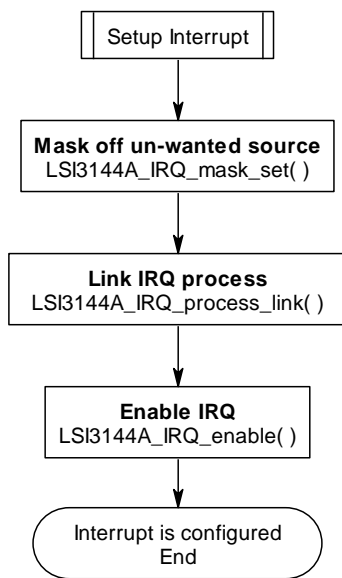 Setup Interrupt
Mask off un-wanted source
LSI3144A_IRQ_mask_set( )
Link IRQ process
LSI3144A_IRQ_process_link( )
Enable IRQ
LSI3144A_IRQ_enable( )
Interrupt is configured
End